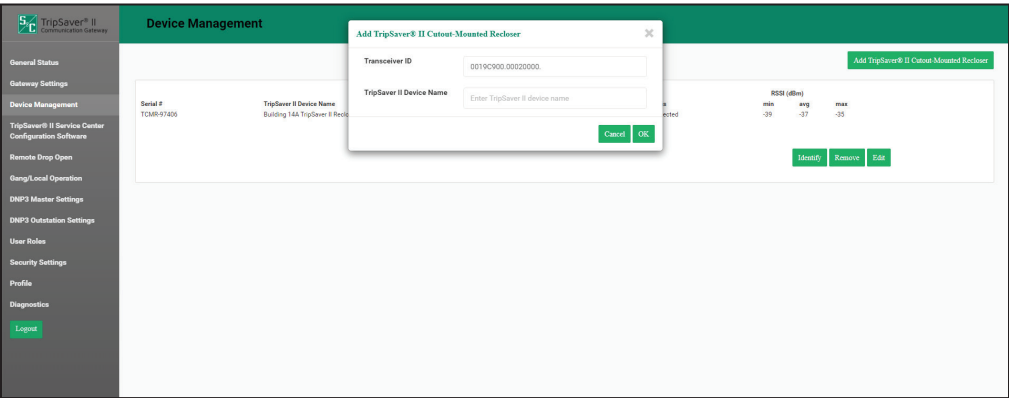 S&C TripSaver® II
Communication Gateway
Device Management
General Status
Gateway Settings
Device Management
TripSaver® II Service Center
Configuration Software
Remote Drop Open
Gang/Local Operation
DNP3 Master Settings
DNP3 Outstation Settings
User Roles
Security Settings
Profile
Diagnostics
Logout
Add TripSaver® II Cutout-Mounted Recloser
Serial # TripSaver II Device Name RSSI (dBm)
min avg max
TCMR-97406 Building 14A TripSaver II -39 -37 -35
Identify Remove Edit
Add TripSaver® II Cutout-Mounted Recloser ×
Transceiver ID 0019C900.00020000.
TripSaver II Device Name Enter TripSaver II device name
Cancel OK